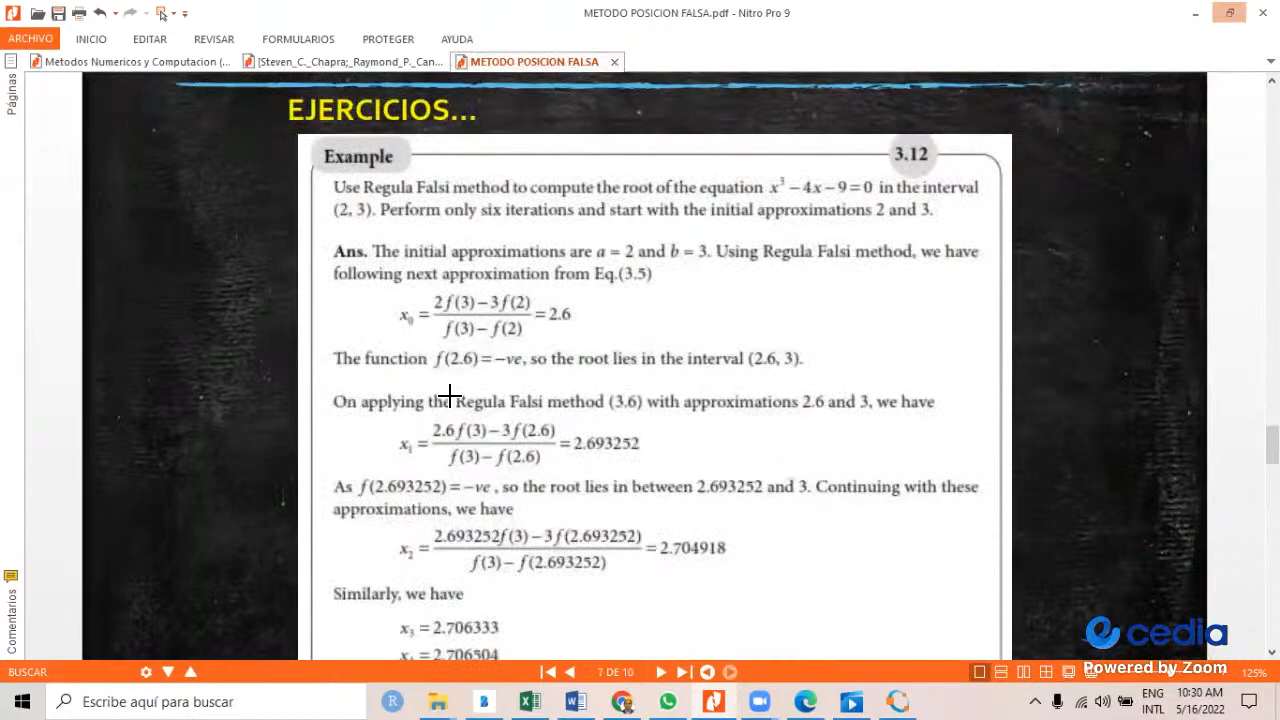 METODO POSICION FALSA.pdf - Nitro Pro 9
ARCHIVO INICIO EDITAR REVISAR FORMULARIOS PROTEGER AYUDA
Metodos Numericos y Computacion (... [Steven_C._Chapra;_Raymond_P._Can... METODO POSICION FALSA
Páginas
EJERCICIOS...
Example 3.12
Use Regula Falsi method to compute the root of the equation x³ – 4x – 9 = 0 in the interval
(2, 3). Perform only six iterations and start with the initial approximations 2 and 3.
Ans. The initial approximations are a = 2 and b = 3. Using Regula Falsi method, we have
following next approximation from Eq.(3.5)
x₀ = (2f(3) – 3f(2)) / (f(3) – f(2)) = 2.6
The function f(2.6) = –ve, so the root lies in the interval (2.6, 3).
On applying the Regula Falsi method (3.6) with approximations 2.6 and 3, we have
x₁ = (2.6f(3) – 3f(2.6)) / (f(3) – f(2.6)) = 2.693252
As f(2.693252) = –ve, so the root lies in between 2.693252 and 3. Continuing with these
approximations, we have
x₂ = (2.693252f(3) – 3f(2.693252)) / (f(3) – f(2.693252)) = 2.704918
Similarly, we have
x₃ = 2.706333
x₄ = 2.706504
Comentarios
cedia
Powered by Zoom
BUSCAR 7 DE 10 125%
Escribe aquí para buscar
INTL
10:30 AM
5/16/2022